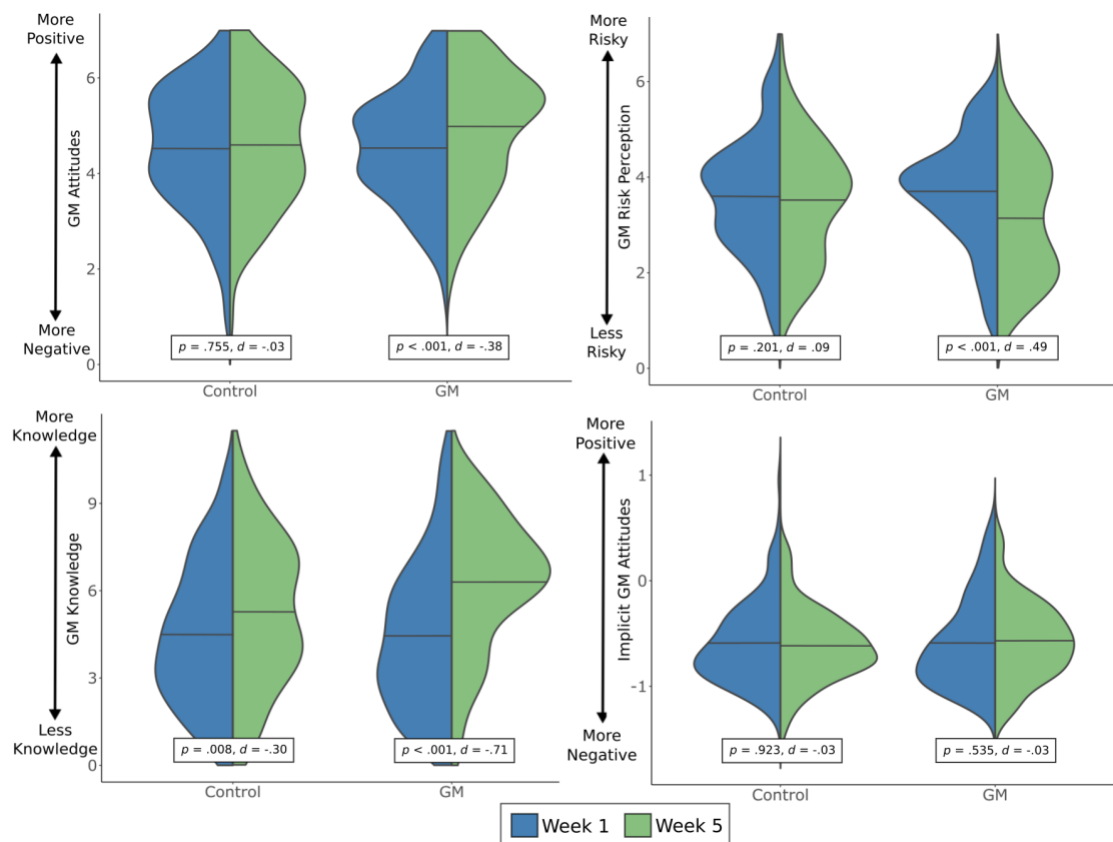 More
Positive
GM Attitudes
6
4
2
0
More
Negative
p = .755, d = -.03
p < .001, d = -.38
Control
GM
More
Risky
GM Risk Perception
6
4
2
0
Less
Risky
p = .201, d = .09
p < .001, d = .49
Control
GM
More
Knowledge
GM Knowledge
9
6
3
0
Less
Knowledge
p = .008, d = -.30
p < .001, d = -.71
Control
GM
More
Positive
Implicit GM Attitudes
1
0
-1
More
Negative
p = .923, d = -.03
p = .535, d = -.03
Control
GM
Week 1
Week 5